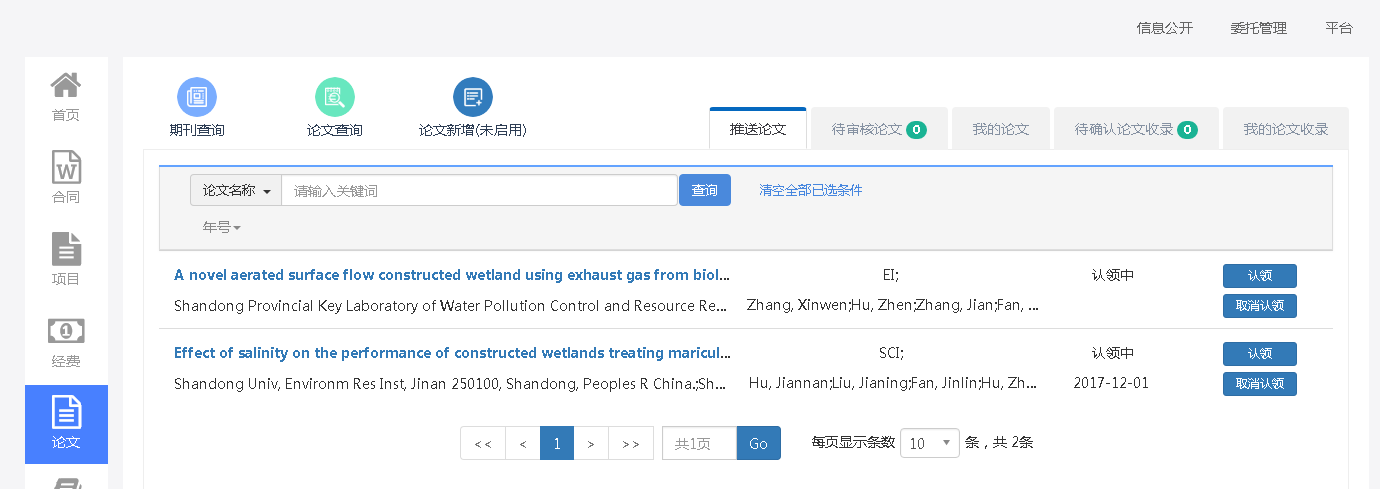 信息公开 委托管理 平台
首页
合同
项目
经费
论文
期刊查询 论文查询 论文新增(未启用)
推送论文 待审核论文 0 我的论文 待确认论文收录 0 我的论文收录
论文名称 请输入关键词 查询 清空全部已选条件
年号
A novel aerated surface flow constructed wetland using exhaust gas from biol... EI; 认领中 认领
Shandong Provincial Key Laboratory of Water Pollution Control and Resource Re... Zhang, Xinwen;Hu, Zhen;Zhang, Jian;Fan, ... 取消认领
Effect of salinity on the performance of constructed wetlands treating maricul... SCI; 认领中 认领
Shandong Univ, Environm Res Inst, Jinan 250100, Shandong, Peoples R China.;Sh... Hu, Jiannan;Liu, Jianing;Fan, Jinlin;Hu, Zh... 2017-12-01 取消认领
<< < 1 > >> 共1页 Go 每页显示条数 10 条，共 2条